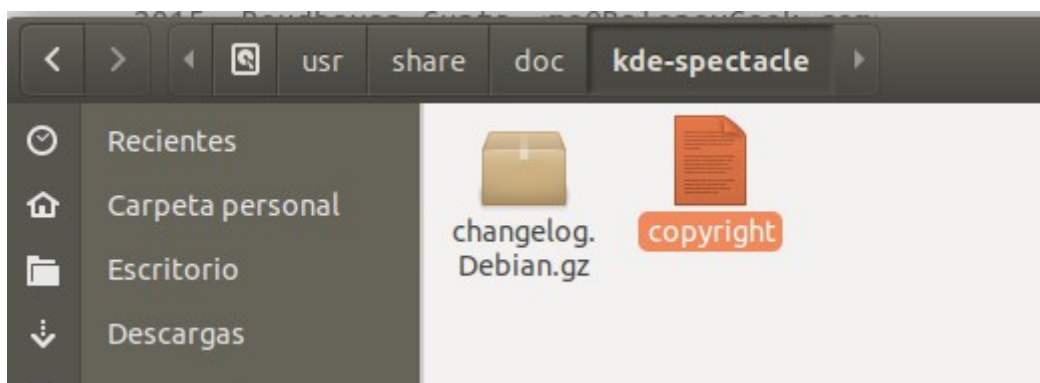 usr share doc kde-spectacle
Recientes
Carpeta personal
Escritorio
Descargas
changelog.
Debian.gz
copyright